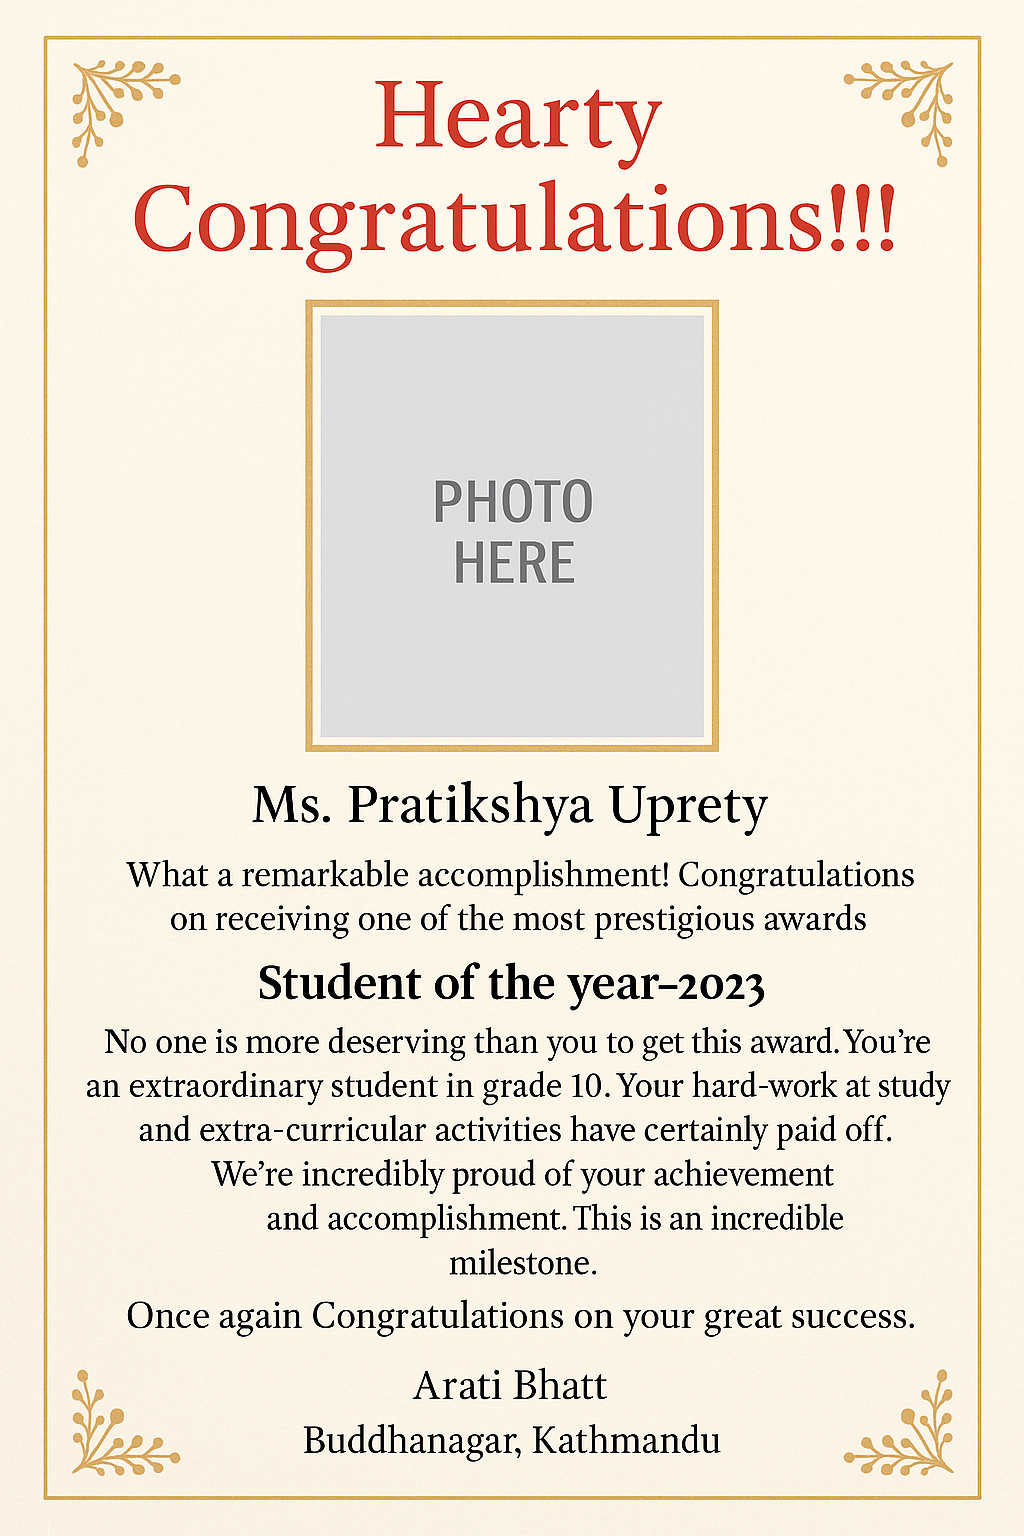 Hearty
Congratulations!!!
PHOTO
HERE
Ms. Pratikshya Uprety
What a remarkable accomplishment! Congratulations
on receiving one of the most prestigious awards
Student of the year–2023
No one is more deserving than you to get this award. You’re
an extraordinary student in grade 10. Your hard-work at study
and extra-curricular activities have certainly paid off.
We’re incredibly proud of your achievement
and accomplishment. This is an incredible
milestone.
Once again Congratulations on your great success.
Arati Bhatt
Buddhanagar, Kathmandu